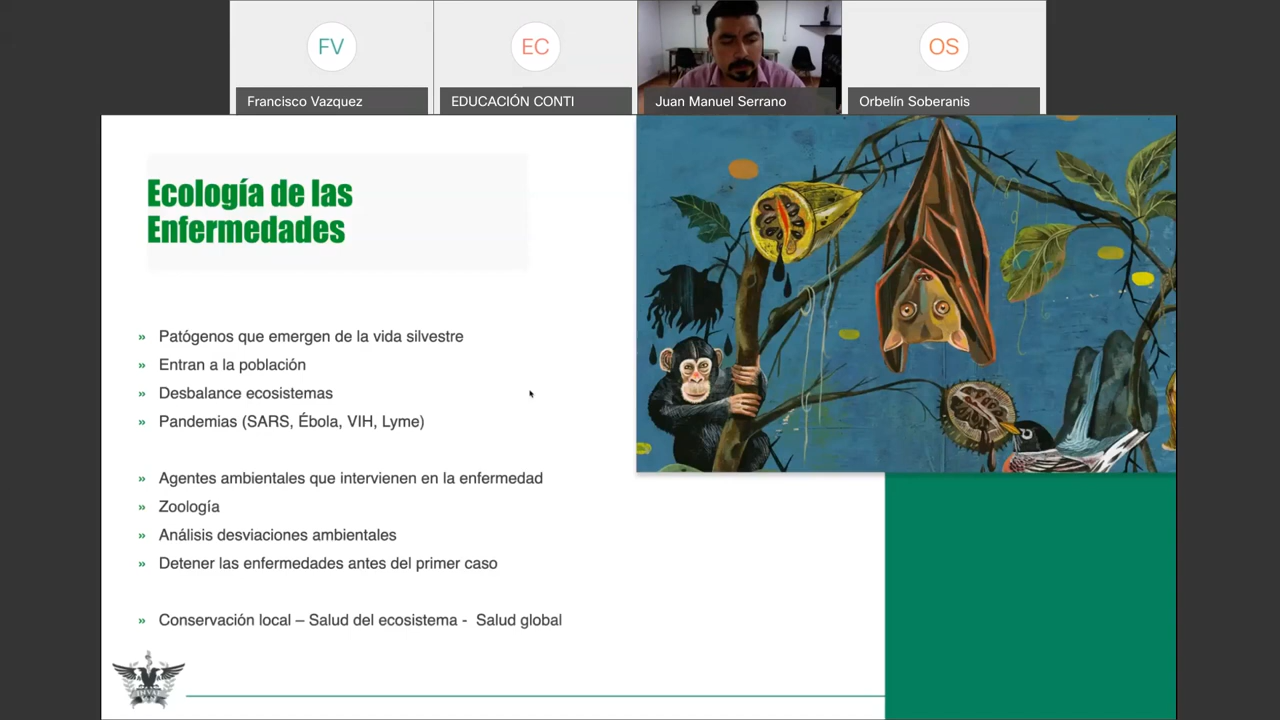 FV
EC
OS
Francisco Vazquez
EDUCACIÓN CONTI
Juan Manuel Serrano
Orbelín Soberanis
Ecología de las
Enfermedades
» Patógenos que emergen de la vida silvestre
» Entran a la población
» Desbalance ecosistemas
» Pandemias (SARS, Ébola, VIH, Lyme)
» Agentes ambientales que intervienen en la enfermedad
» Zoología
» Análisis desviaciones ambientales
» Detener las enfermedades antes del primer caso
» Conservación local – Salud del ecosistema - Salud global